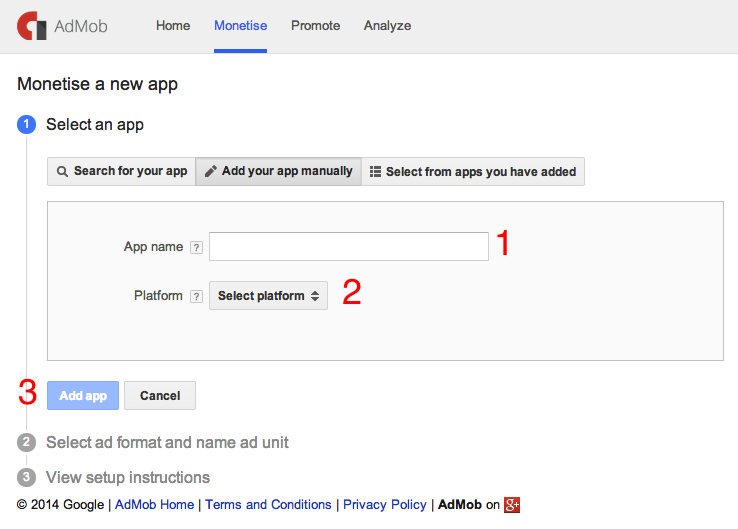 AdMob Home Monetise Promote Analyze
Monetise a new app
1 Select an app
Search for your app Add your app manually Select from apps you have added
App name ? 1
Platform ? Select platform 2
3 Add app Cancel
2 Select ad format and name ad unit
3 View setup instructions
© 2014 Google | AdMob Home | Terms and Conditions | Privacy Policy | AdMob on g+